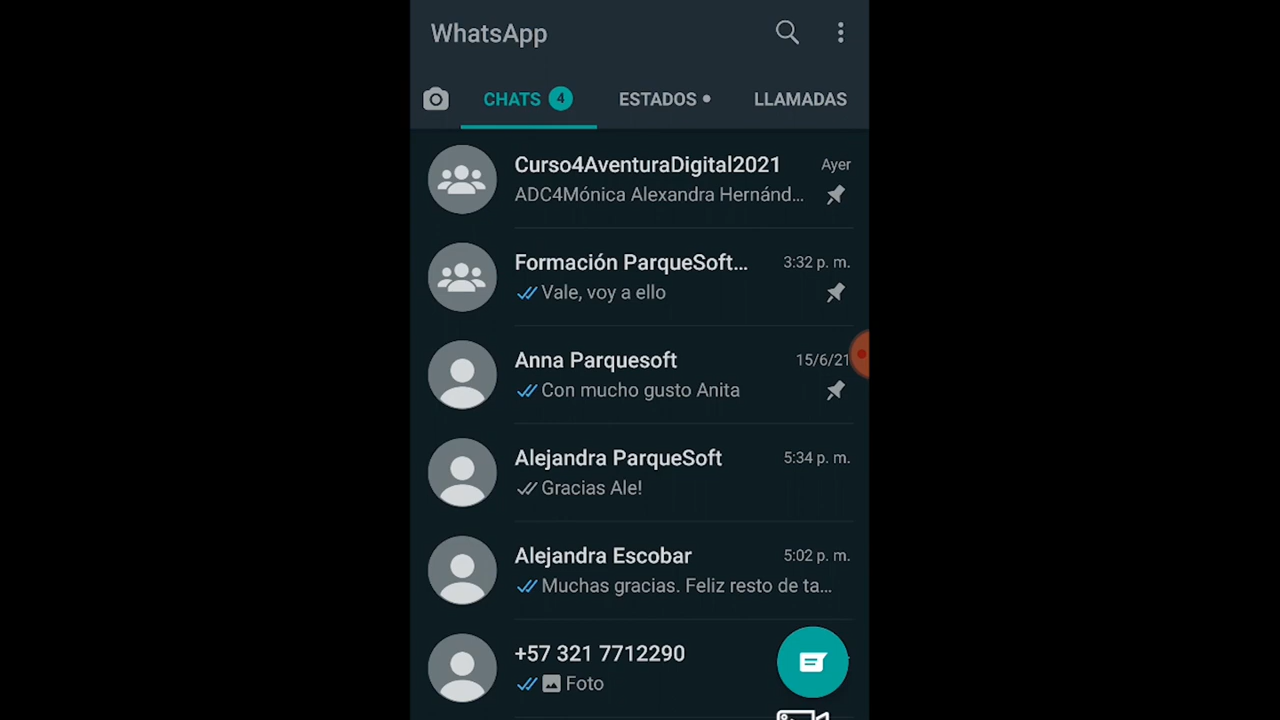 WhatsApp
CHATS 4 ESTADOS • LLAMADAS
Curso4AventuraDigital2021 Ayer
ADC4Mónica Alexandra Hernánd...
Formación ParqueSoft... 3:32 p. m.
Vale, voy a ello
Anna Parquesoft 15/6/21
Con mucho gusto Anita
Alejandra ParqueSoft 5:34 p. m.
Gracias Ale!
Alejandra Escobar 5:02 p. m.
Muchas gracias. Feliz resto de ta...
+57 321 7712290
Foto